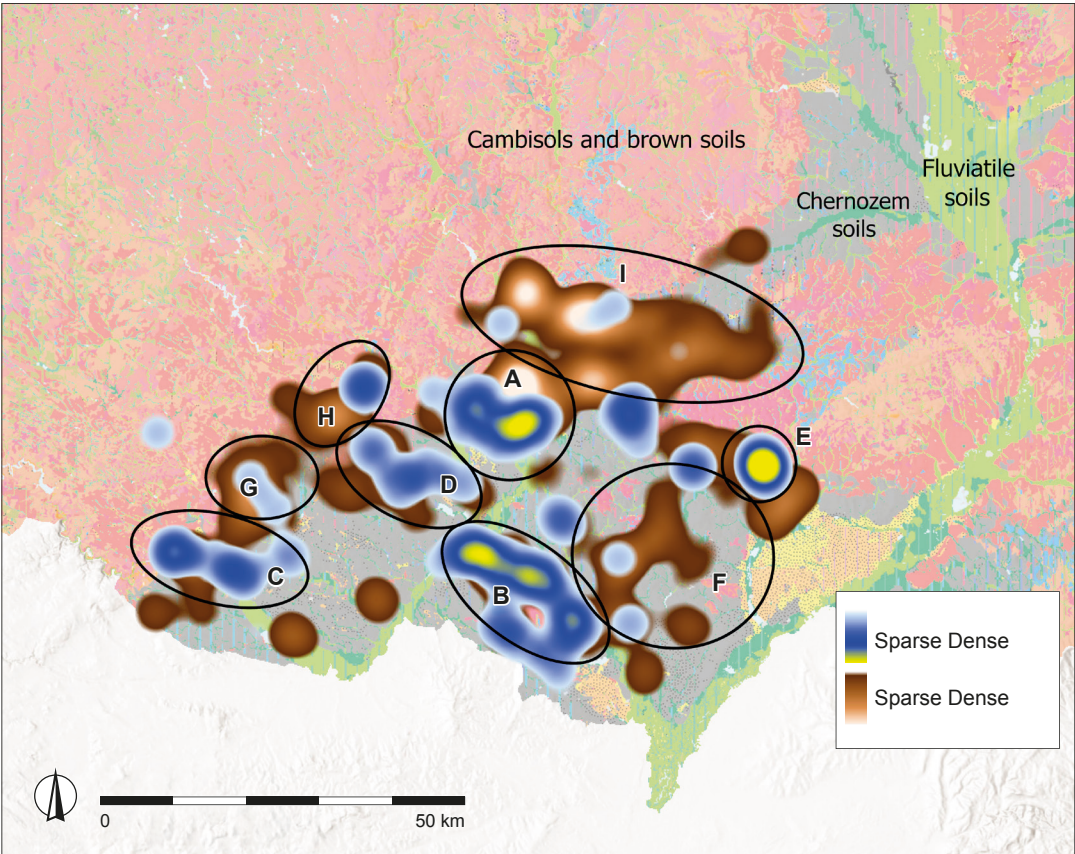 Cambisols and brown soils
Fluviatile
soils
Chernozem
soils
I
A
H
E
G
D
C
B
F
Sparse Dense
Sparse Dense
0
50 km